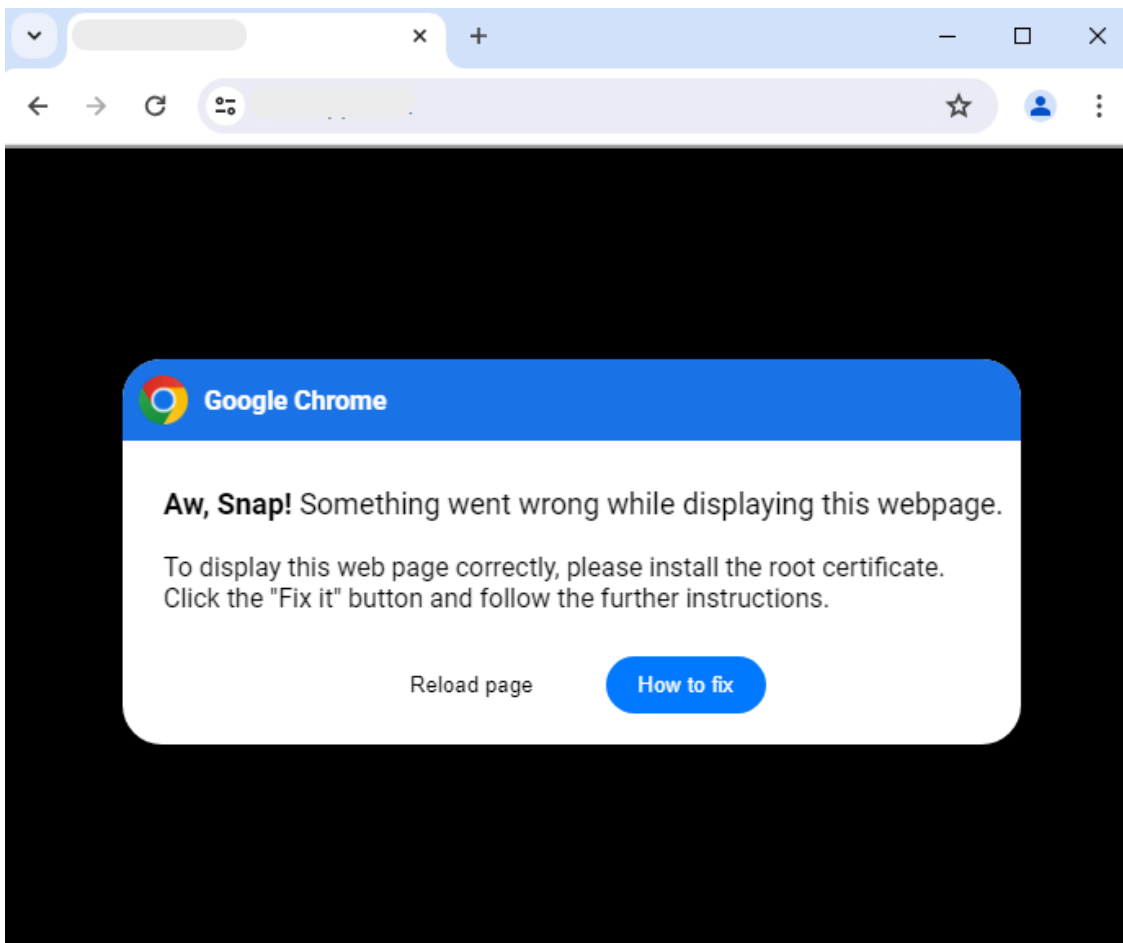 Google Chrome
Aw, Snap! Something went wrong while displaying this webpage.
To display this web page correctly, please install the root certificate.
Click the "Fix it" button and follow the further instructions.
Reload page
How to fix